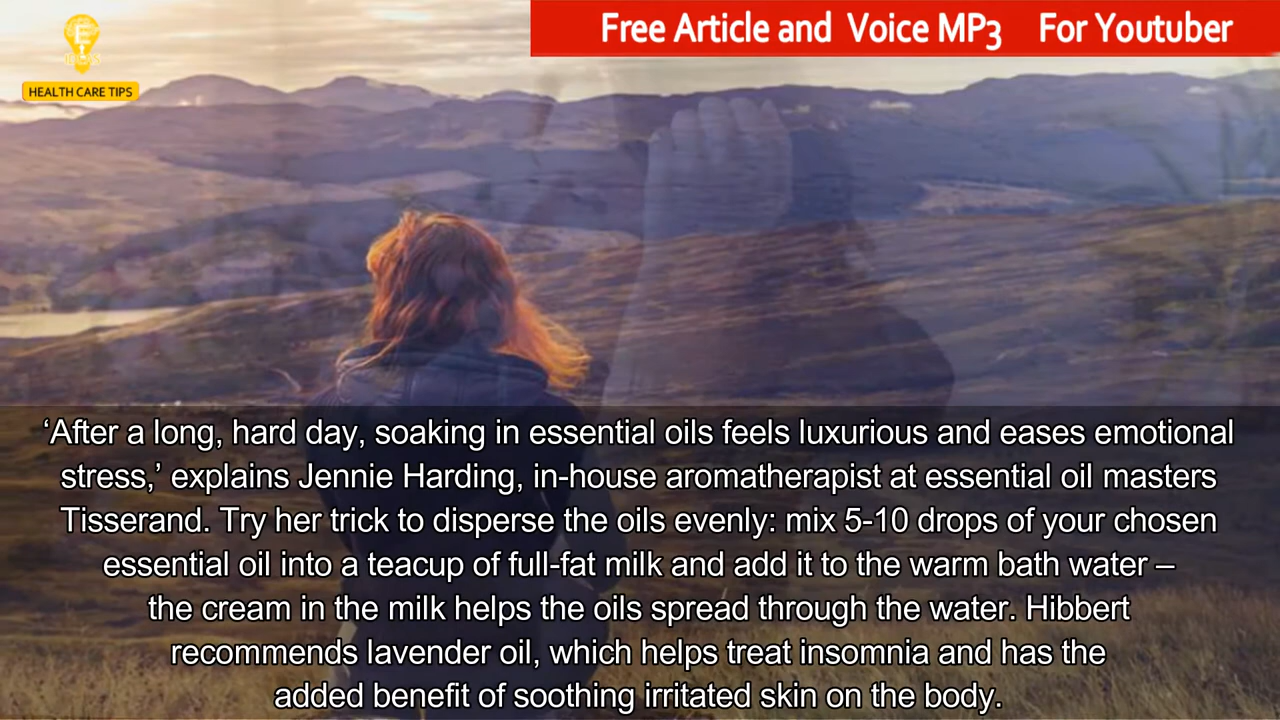 Free Article and Voice MP3 For Youtuber
E
IDEAS
HEALTH CARE TIPS
‘After a long, hard day, soaking in essential oils feels luxurious and eases emotional
stress,’ explains Jennie Harding, in-house aromatherapist at essential oil masters
Tisserand. Try her trick to disperse the oils evenly: mix 5-10 drops of your chosen
essential oil into a teacup of full-fat milk and add it to the warm bath water –
the cream in the milk helps the oils spread through the water. Hibbert
recommends lavender oil, which helps treat insomnia and has the
added benefit of soothing irritated skin on the body.